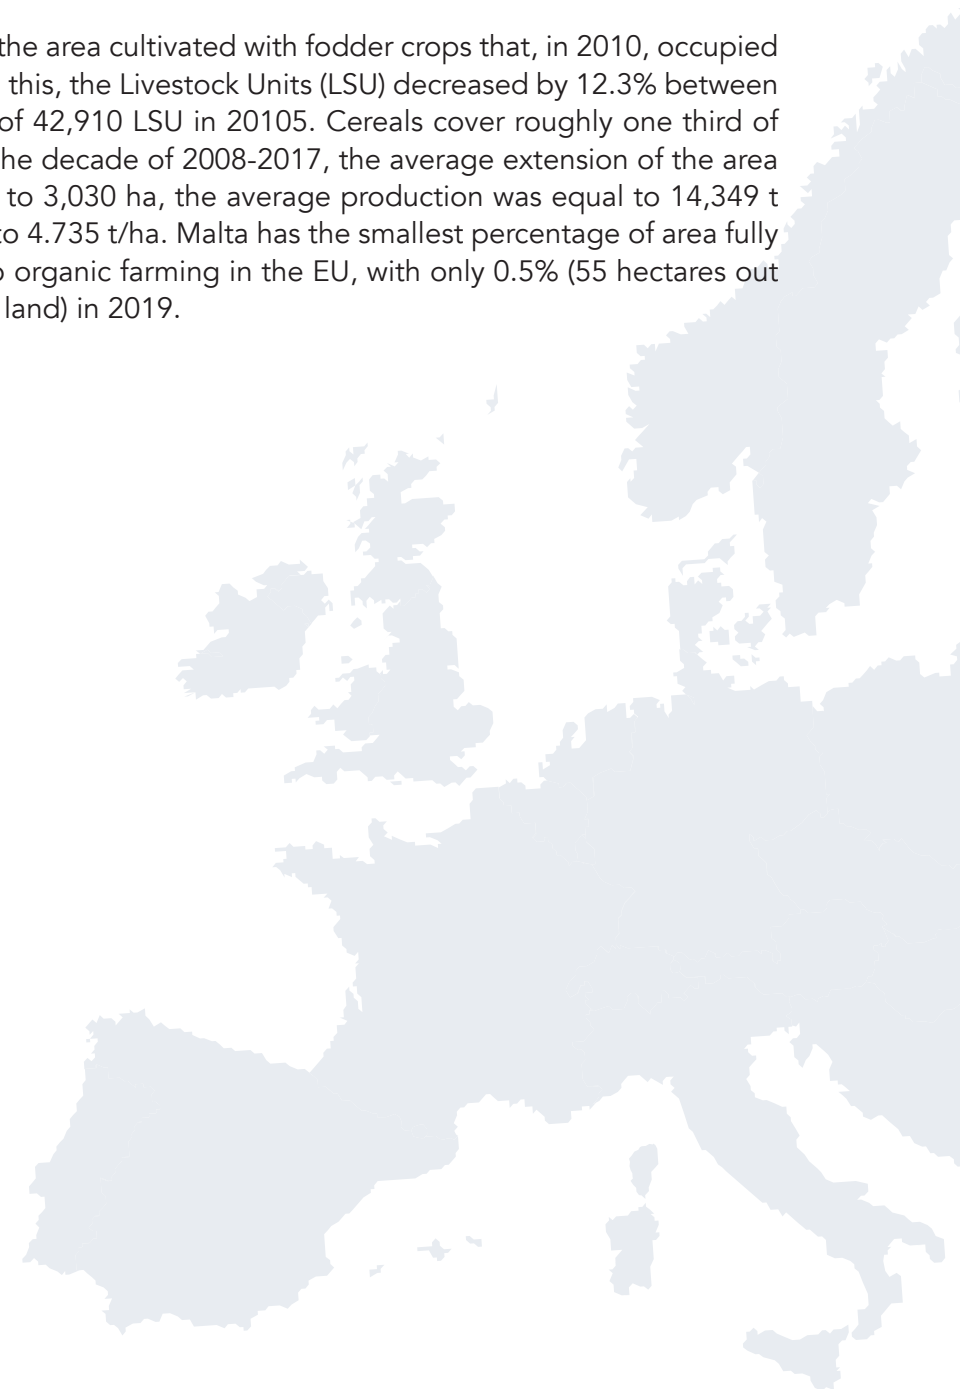 the area cultivated with fodder crops that, in 2010, occupied
this, the Livestock Units (LSU) decreased by 12.3% between
of 42,910 LSU in 20105. Cereals cover roughly one third of
he decade of 2008-2017, the average extension of the area
to 3,030 ha, the average production was equal to 14,349 t
to 4.735 t/ha. Malta has the smallest percentage of area fully
o organic farming in the EU, with only 0.5% (55 hectares out
land) in 2019.